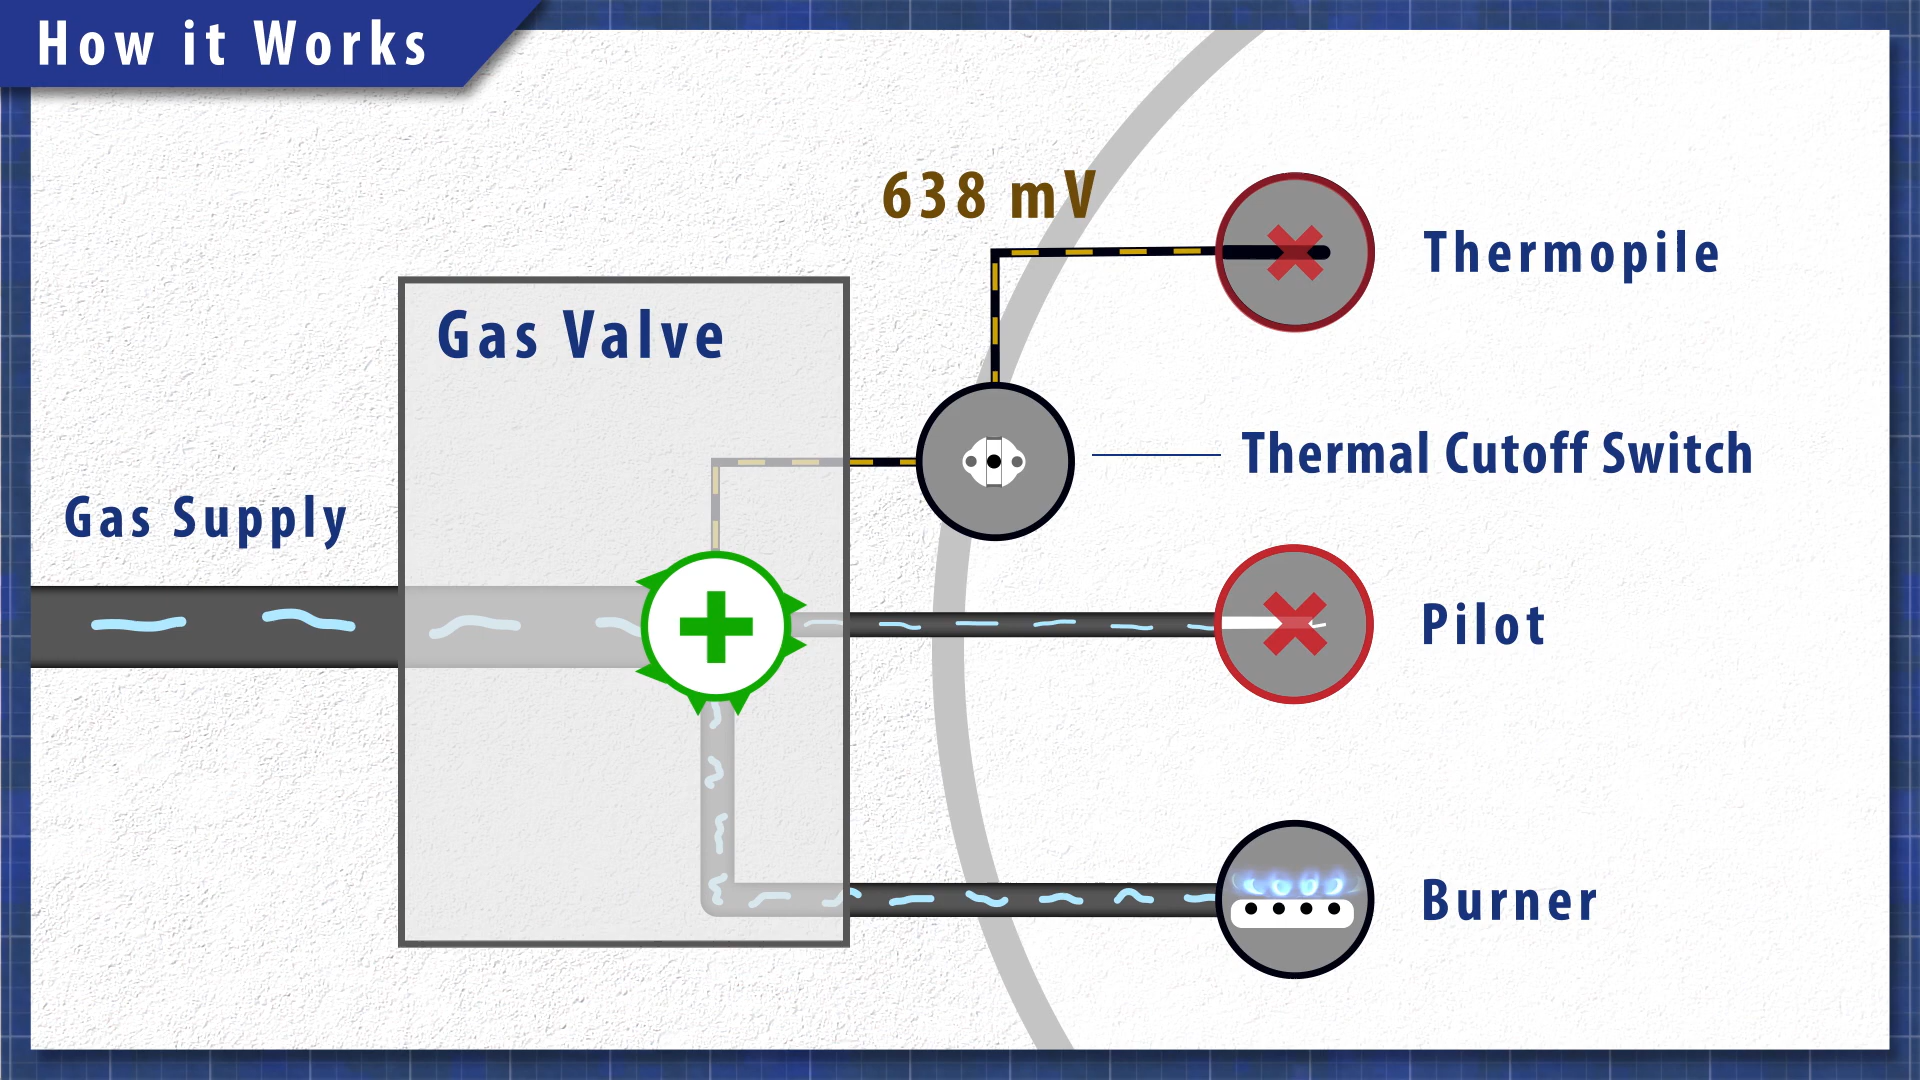 How it Works
638 mV
Thermopile
Gas Valve
Thermal Cutoff Switch
Gas Supply
Pilot
Burner